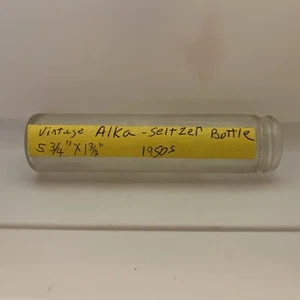 Vintage Alka-Seltzer Bottle
5 3/4" X 1 3/8" 1950s